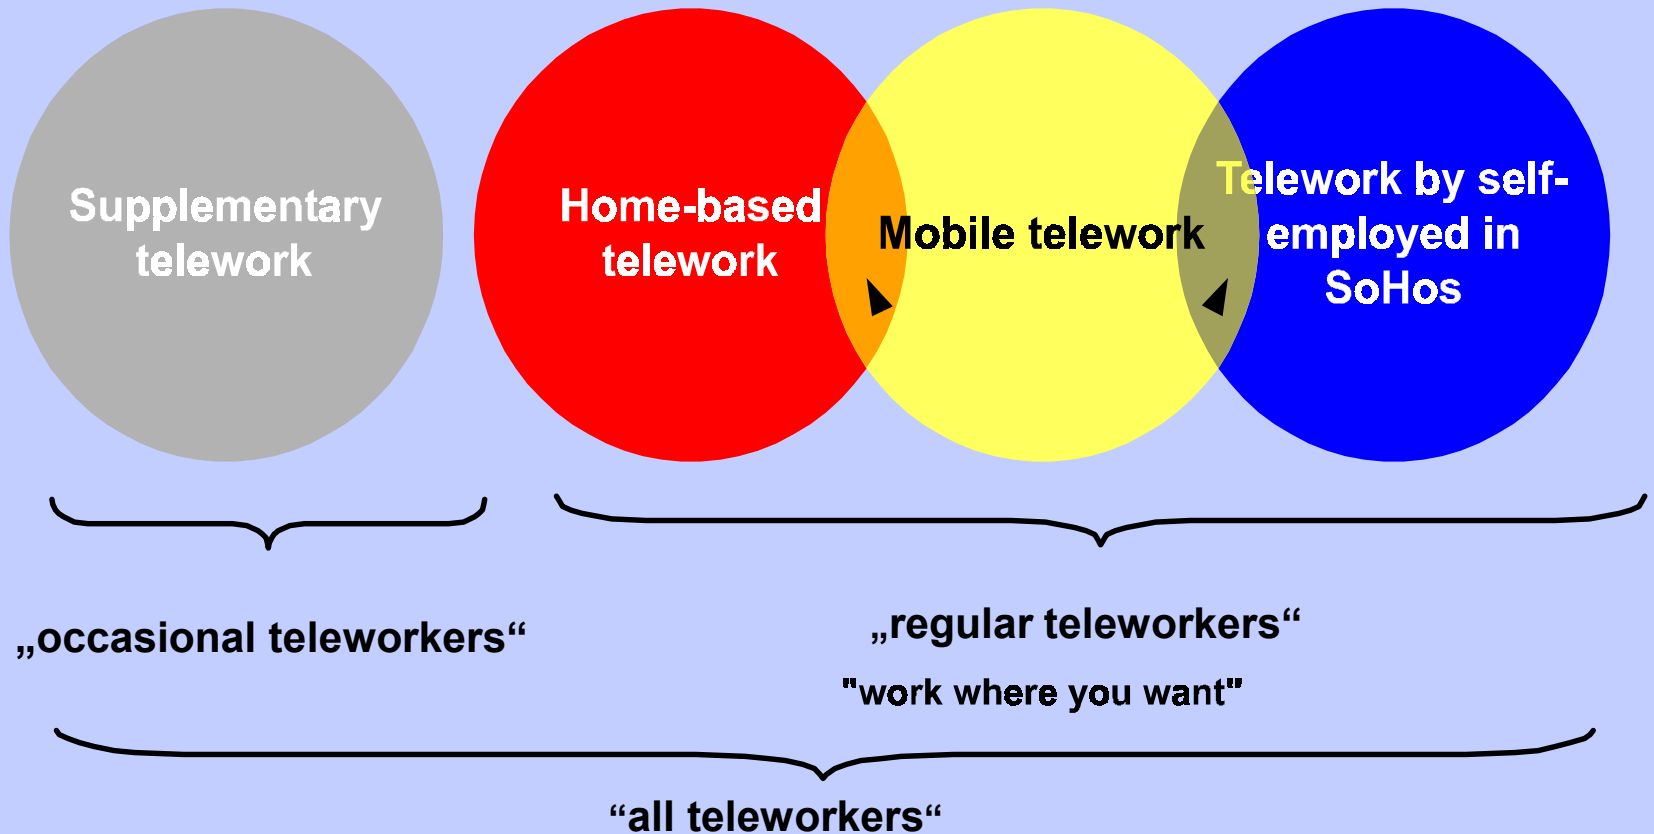 Supplementary
telework
Home-based
telework
Mobile telework
Telework by self-
employed in
SoHos
„occasional teleworkers“
„regular teleworkers“
"work where you want"
“all teleworkers“